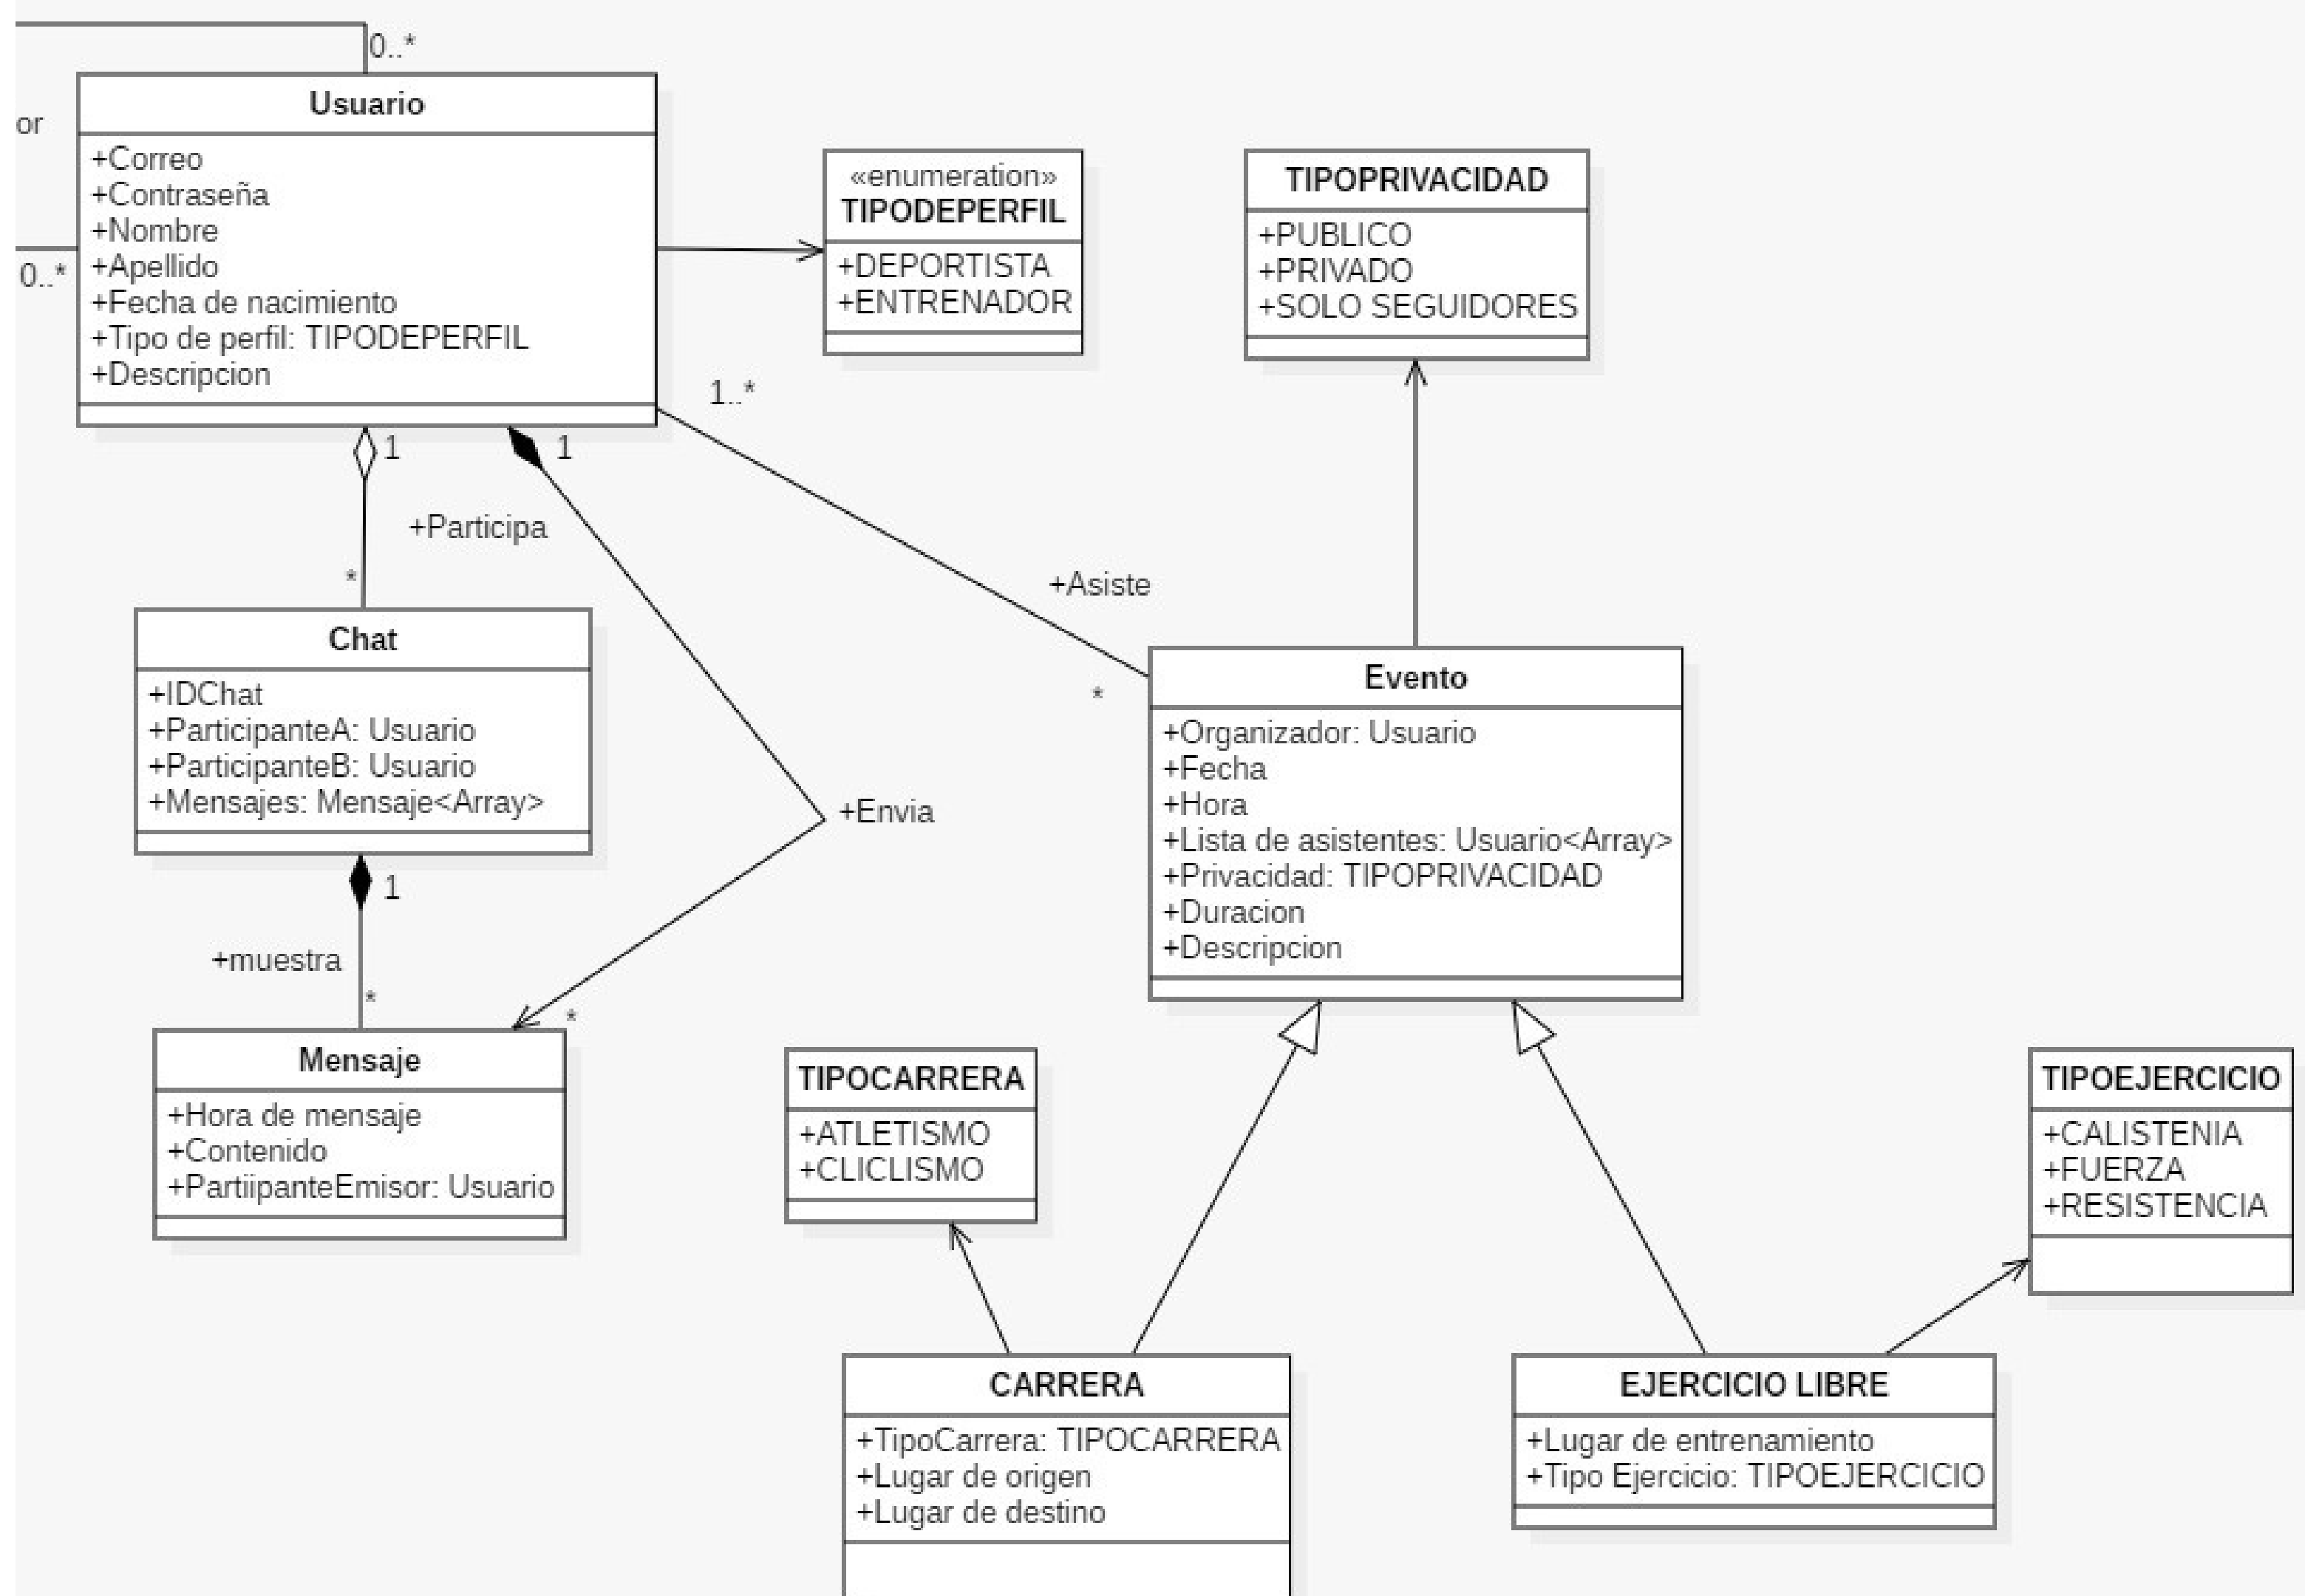 0..*
or
0..*
Usuario
+Correo
+Contraseña
+Nombre
+Apellido
+Fecha de nacimiento
+Tipo de perfil: TIPODEPERFIL
+Descripcion
«enumeration»
TIPODEPERFIL
+DEPORTISTA
+ENTRENADOR
TIPOPRIVACIDAD
+PUBLICO
+PRIVADO
+SOLO SEGUIDORES
1..*
1
1
+Participa
*
+Asiste
*
Chat
+IDChat
+ParticipanteA: Usuario
+ParticipanteB: Usuario
+Mensajes: Mensaje<Array>
+Envia
Evento
+Organizador: Usuario
+Fecha
+Hora
+Lista de asistentes: Usuario<Array>
+Privacidad: TIPOPRIVACIDAD
+Duracion
+Descripcion
1
+muestra
*
*
Mensaje
+Hora de mensaje
+Contenido
+PartiipanteEmisor: Usuario
TIPOCARRERA
+ATLETISMO
+CLICLISMO
TIPOEJERCICIO
+CALISTENIA
+FUERZA
+RESISTENCIA
CARRERA
+TipoCarrera: TIPOCARRERA
+Lugar de origen
+Lugar de destino
EJERCICIO LIBRE
+Lugar de entrenamiento
+Tipo Ejercicio: TIPOEJERCICIO